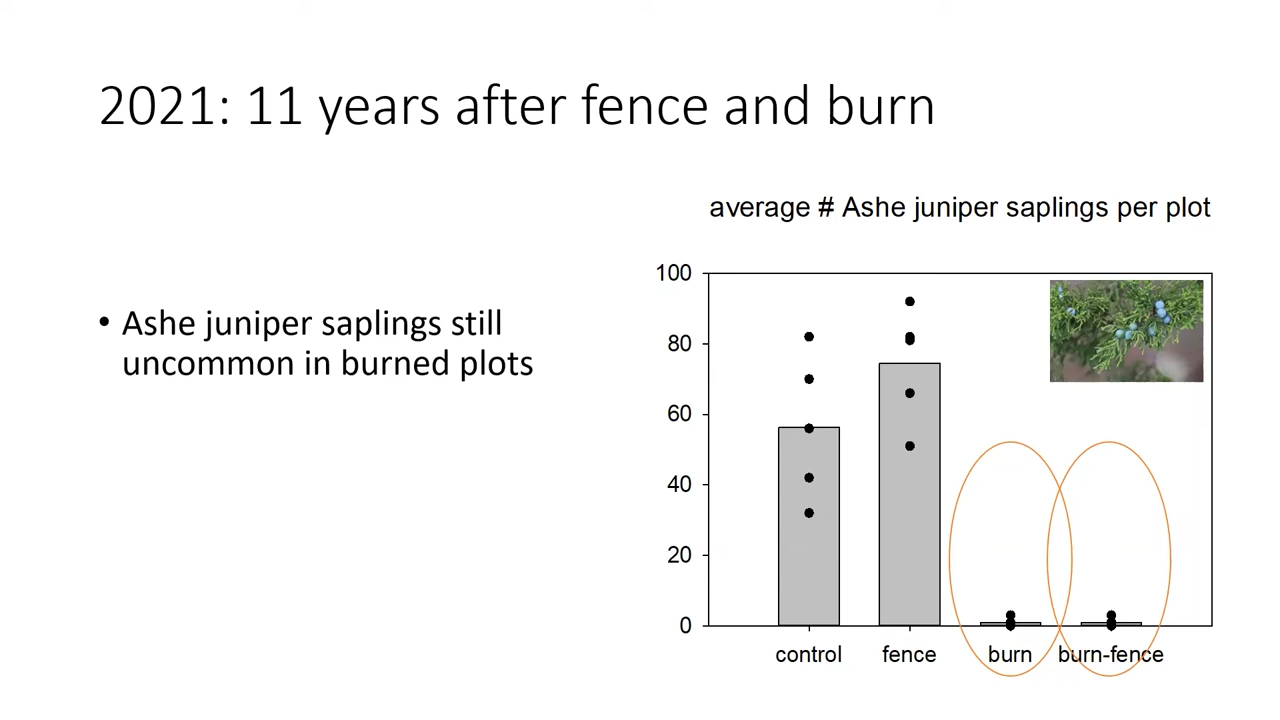 2021: 11 years after fence and burn
• Ashe juniper saplings still
uncommon in burned plots
average # Ashe juniper saplings per plot
100
80
60
40
20
0
control fence burn burn-fence